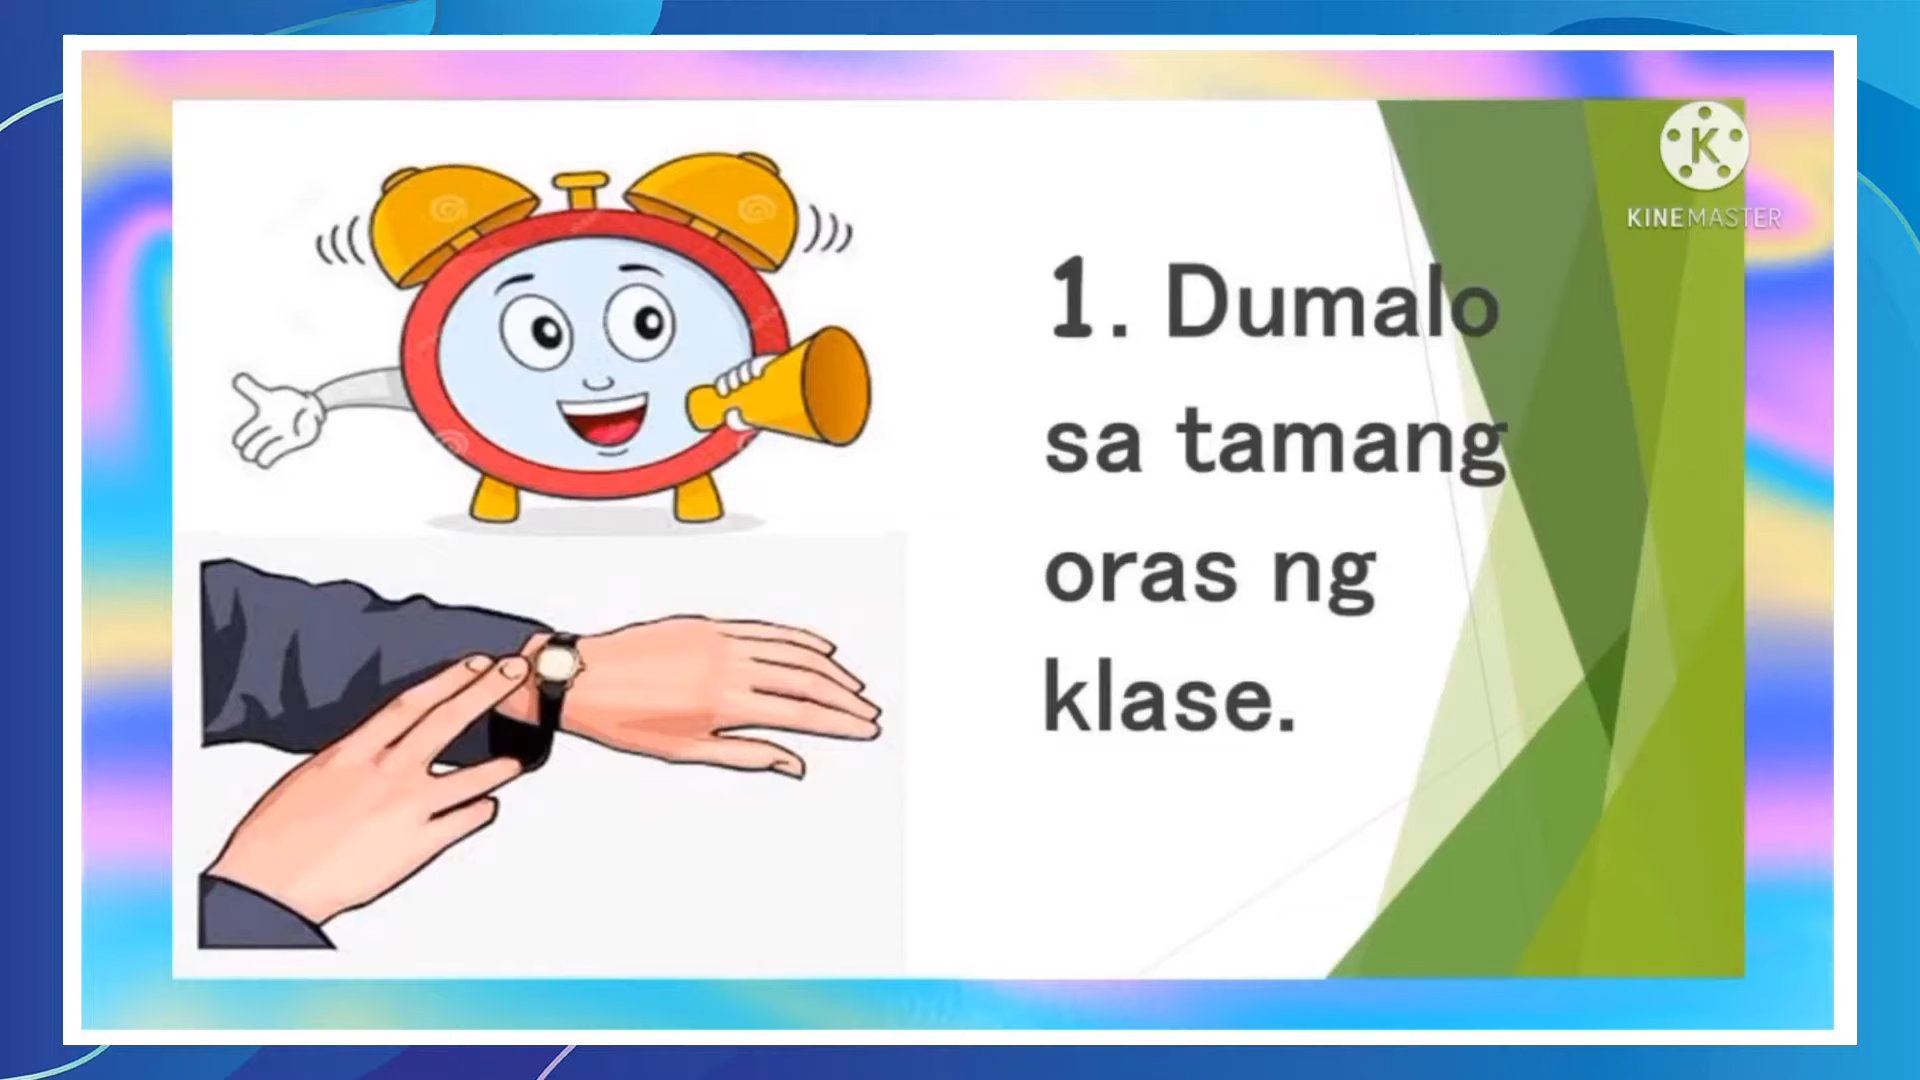 K
KINEMASTER
1. Dumalo
sa tamang
oras ng
klase.